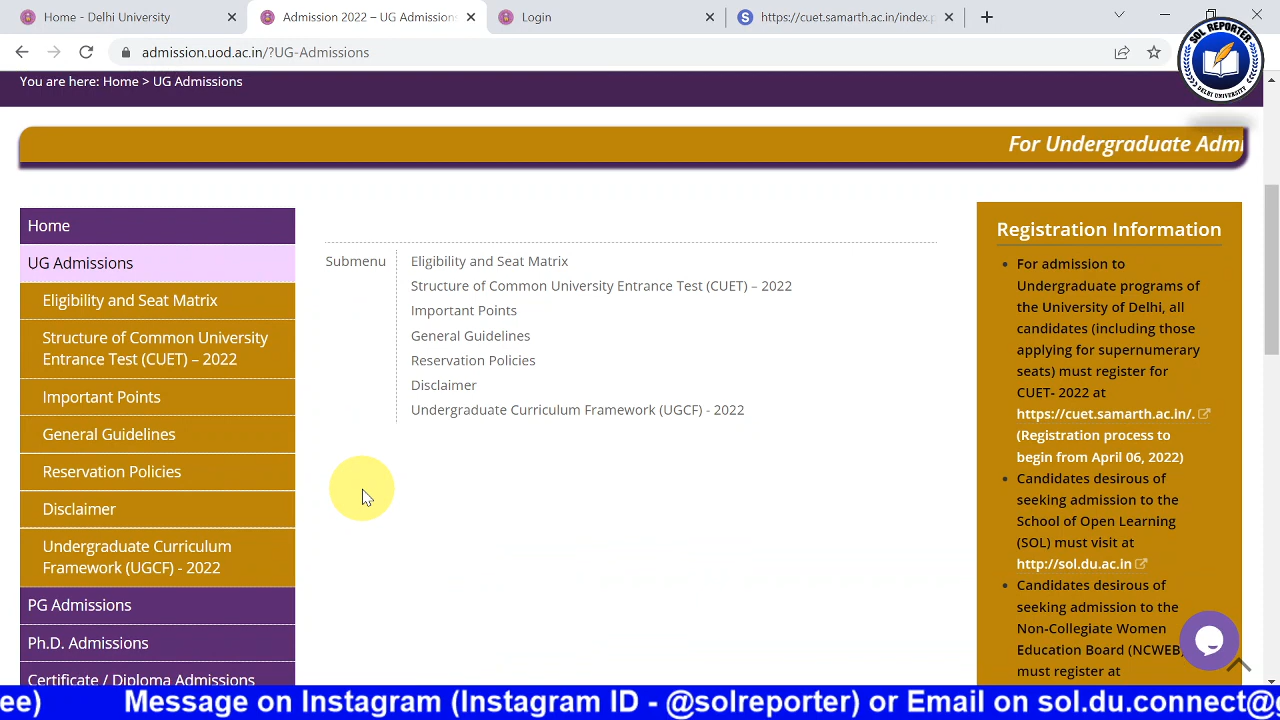 Home - Delhi University
Admission 2022 – UG Admissions
Login
https://cuet.samarth.ac.in/index.p
admission.uod.ac.in/?UG-Admissions
SOL REPORTER
DELHI UNIVERSITY
You are here: Home > UG Admissions
For Undergraduate Admi
Home
UG Admissions
Eligibility and Seat Matrix
Structure of Common University
Entrance Test (CUET) – 2022
Important Points
General Guidelines
Reservation Policies
Disclaimer
Undergraduate Curriculum
Framework (UGCF) - 2022
PG Admissions
Ph.D. Admissions
Certificate / Diploma Admissions
Submenu
Eligibility and Seat Matrix
Structure of Common University Entrance Test (CUET) – 2022
Important Points
General Guidelines
Reservation Policies
Disclaimer
Undergraduate Curriculum Framework (UGCF) - 2022
Registration Information
For admission to
Undergraduate programs of
the University of Delhi, all
candidates (including those
applying for supernumerary
seats) must register for
CUET- 2022 at
https://cuet.samarth.ac.in/.
(Registration process to
begin from April 06, 2022)
Candidates desirous of
seeking admission to the
School of Open Learning
(SOL) must visit at
http://sol.du.ac.in
Candidates desirous of
seeking admission to the
Non-Collegiate Women
Education Board (NCWEB)
must register at
ee) Message on Instagram (Instagram ID - @solreporter) or Email on sol.du.connect@